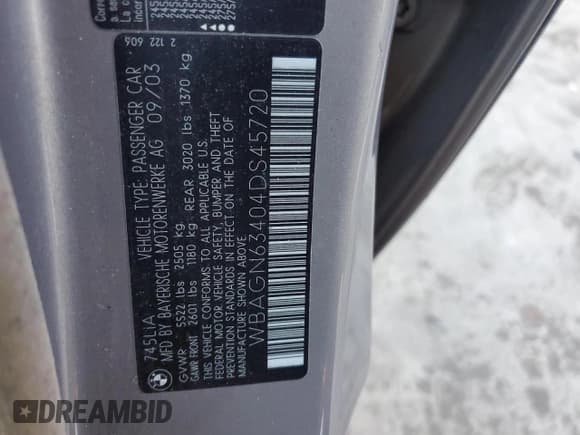 745LiA
VEHICLE TYPE: PASSENGER CAR
MFD BY BAYERISCHE MOTORENWERKE AG 09/03
GVWR 5522 lbs 2505 kg
GAWR FRONT 2601 lbs 1180 kg REAR 3020 lbs 1370 kg
THIS VEHICLE CONFORMS TO ALL APPLICABLE U.S.
FEDERAL MOTOR VEHICLE SAFETY, BUMPER AND THEFT
PREVENTION STANDARDS IN EFFECT ON THE DATE OF
MANUFACTURE SHOWN ABOVE.
WBAGN63404DS45720
2 122 606
BMW
DREAMBID